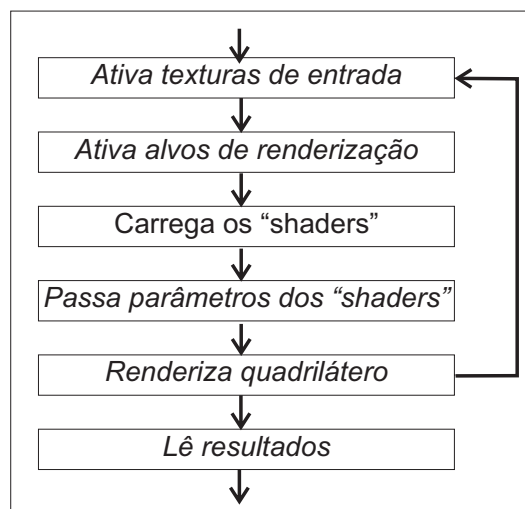 Ativa texturas de entrada
Ativa alvos de renderização
Carrega os “shaders”
Passa parâmetros dos “shaders”
Renderiza quadrilátero
Lê resultados